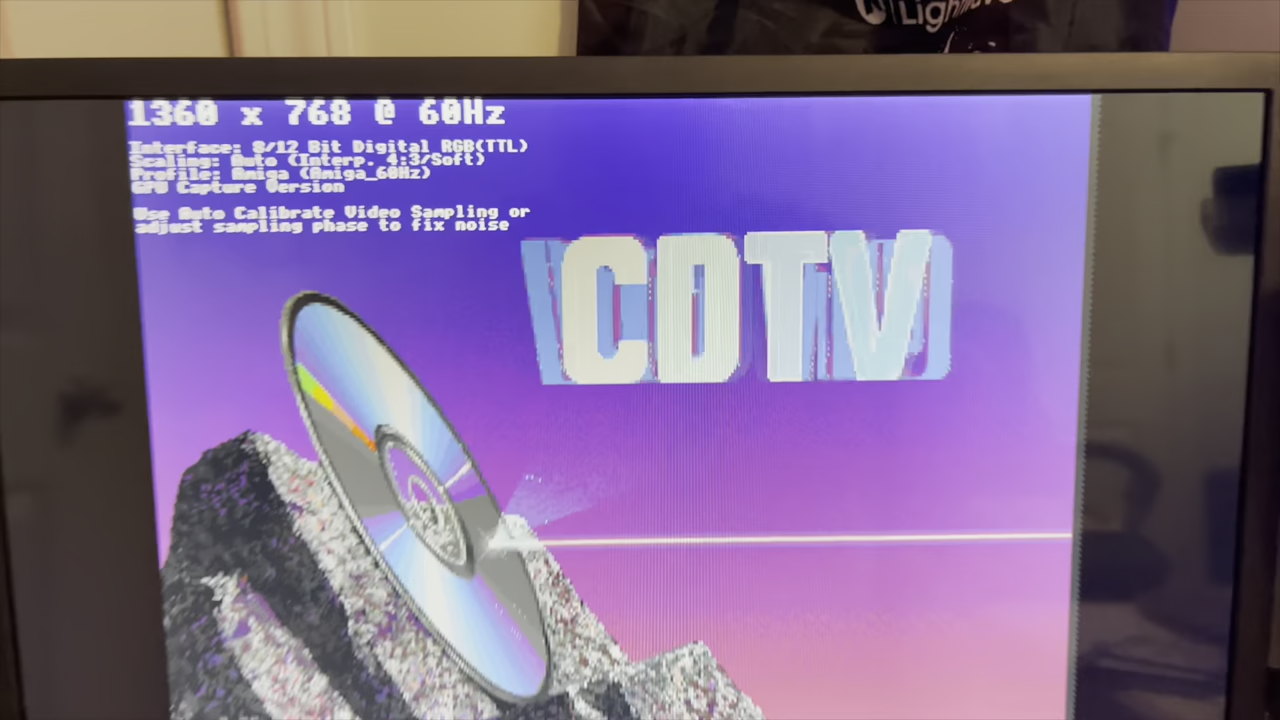 Ligh
1360 x 768 @ 60Hz
Interface: 8/12 Bit Digital RGB(TTL)
Scaling: Auto (Interp. 4:3/Soft)
Profile: Amiga (Amiga_60Hz)
GPU Capture Version
Use Auto Calibrate Video Sampling or
adjust sampling phase to fix noise
CDTV